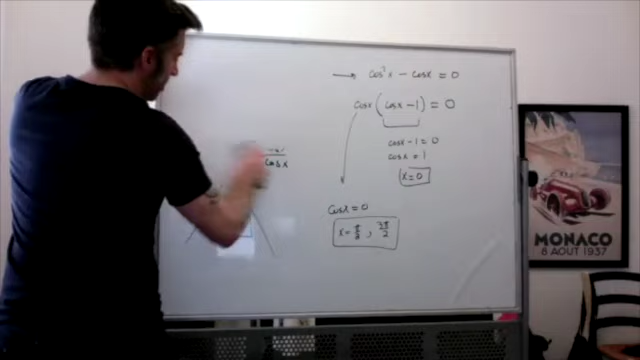 cos²x - cosx = 0
cosx (cosx - 1) = 0
cosx - 1 = 0
cosx = 1
x = 0
cosx
cosx = 0
x = π/2 , 3π/2
MONACO
8 AOUT 1937